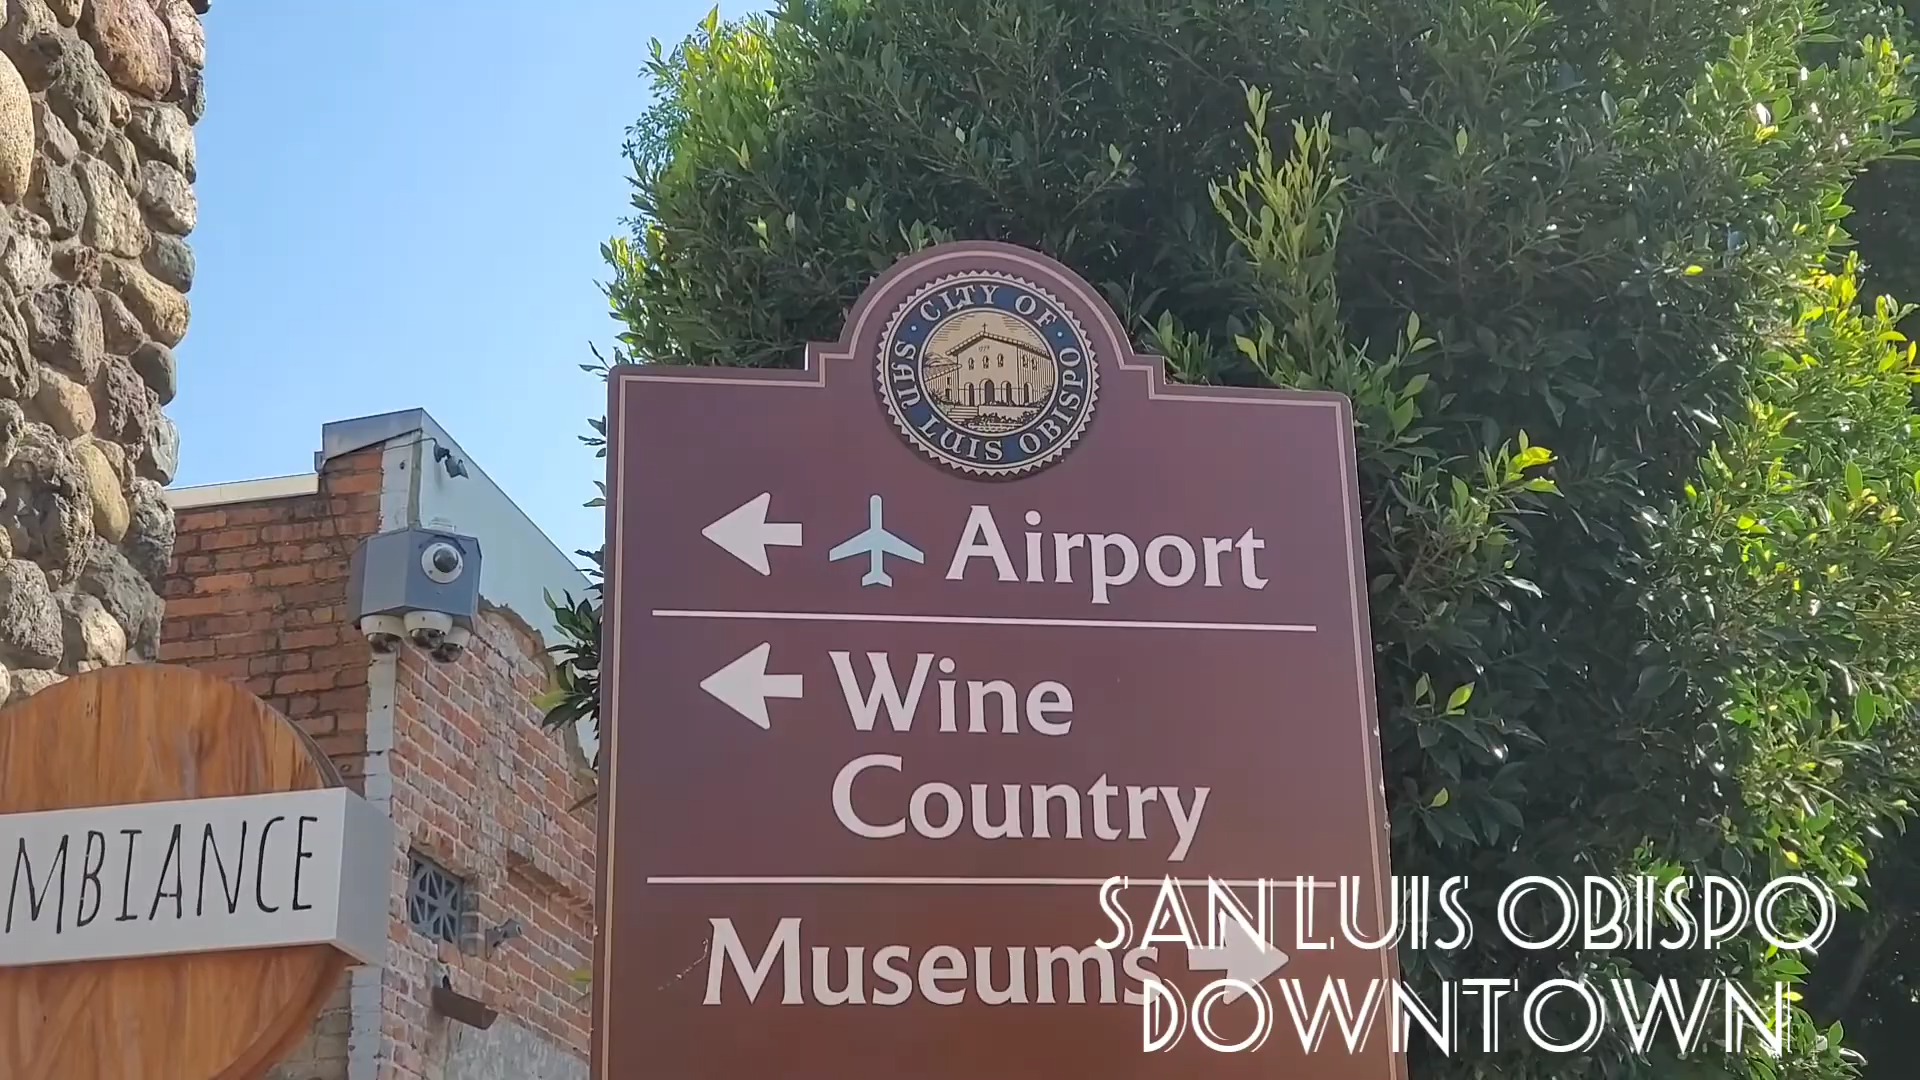 CITY OF
SAN LUIS OBISPO
Airport
Wine
Country
Museums
MBIANCE
SAN LUIS OBISPO
DOWNTOWN